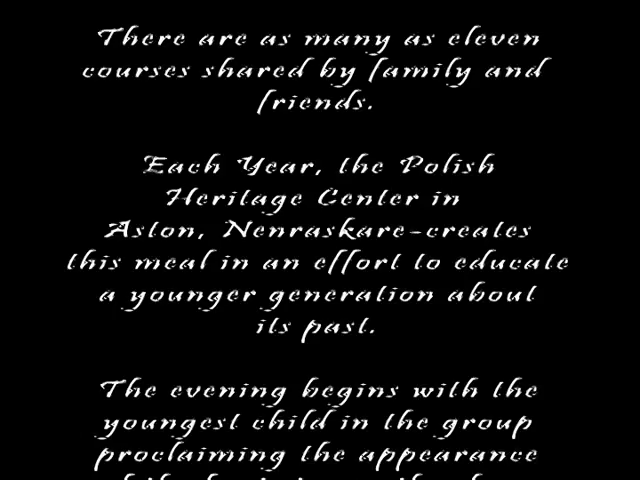 There are as many as eleven
courses shared by family and
friends.
Each Year, the Polish
Heritage Center in
Aston, Nenraskare-creates
this meal in an effort to educate
a younger generation about
its past.
The evening begins with the
youngest child in the group
proclaiming the appearance